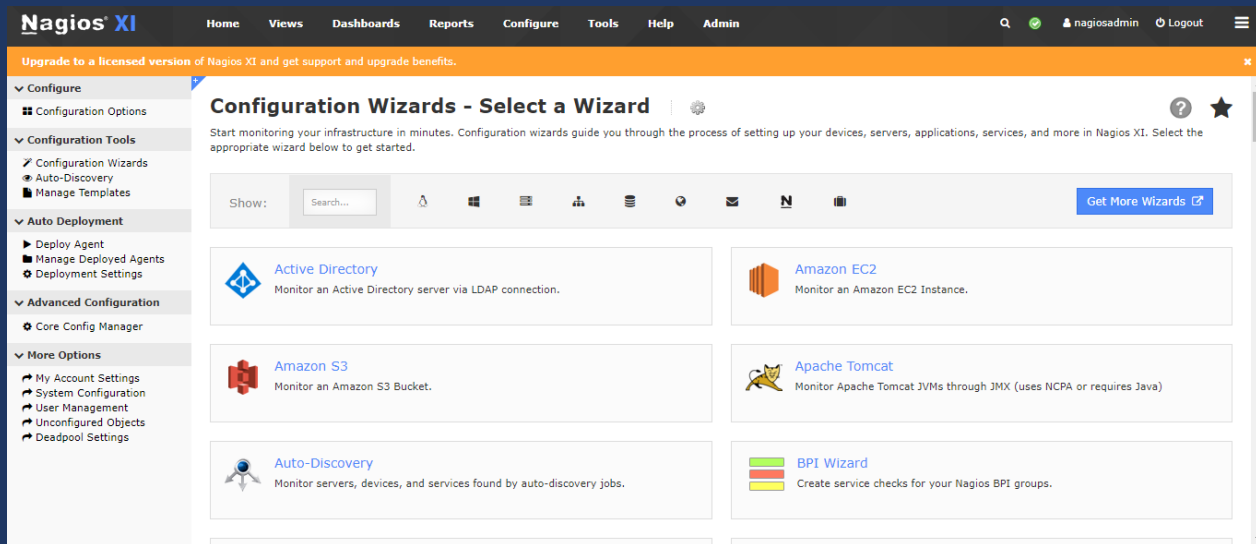 Nagios® XI
Home Views Dashboards Reports Configure Tools Help Admin
nagiosadmin Logout
Upgrade to a licensed version of Nagios XI and get support and upgrade benefits.
Configure
Configuration Options
Configuration Tools
Configuration Wizards
Auto-Discovery
Manage Templates
Auto Deployment
Deploy Agent
Manage Deployed Agents
Deployment Settings
Advanced Configuration
Core Config Manager
More Options
My Account Settings
System Configuration
User Management
Unconfigured Objects
Deadpool Settings
Configuration Wizards - Select a Wizard
Start monitoring your infrastructure in minutes. Configuration wizards guide you through the process of setting up your devices, servers, applications, services, and more in Nagios XI. Select the
appropriate wizard below to get started.
Show: Search... N Get More Wizards
Active Directory
Monitor an Active Directory server via LDAP connection.
Amazon EC2
Monitor an Amazon EC2 Instance.
Amazon S3
Monitor an Amazon S3 Bucket.
Apache Tomcat
Monitor Apache Tomcat JVMs through JMX (uses NCPA or requires Java)
Auto-Discovery
Monitor servers, devices, and services found by auto-discovery jobs.
BPI Wizard
Create service checks for your Nagios BPI groups.